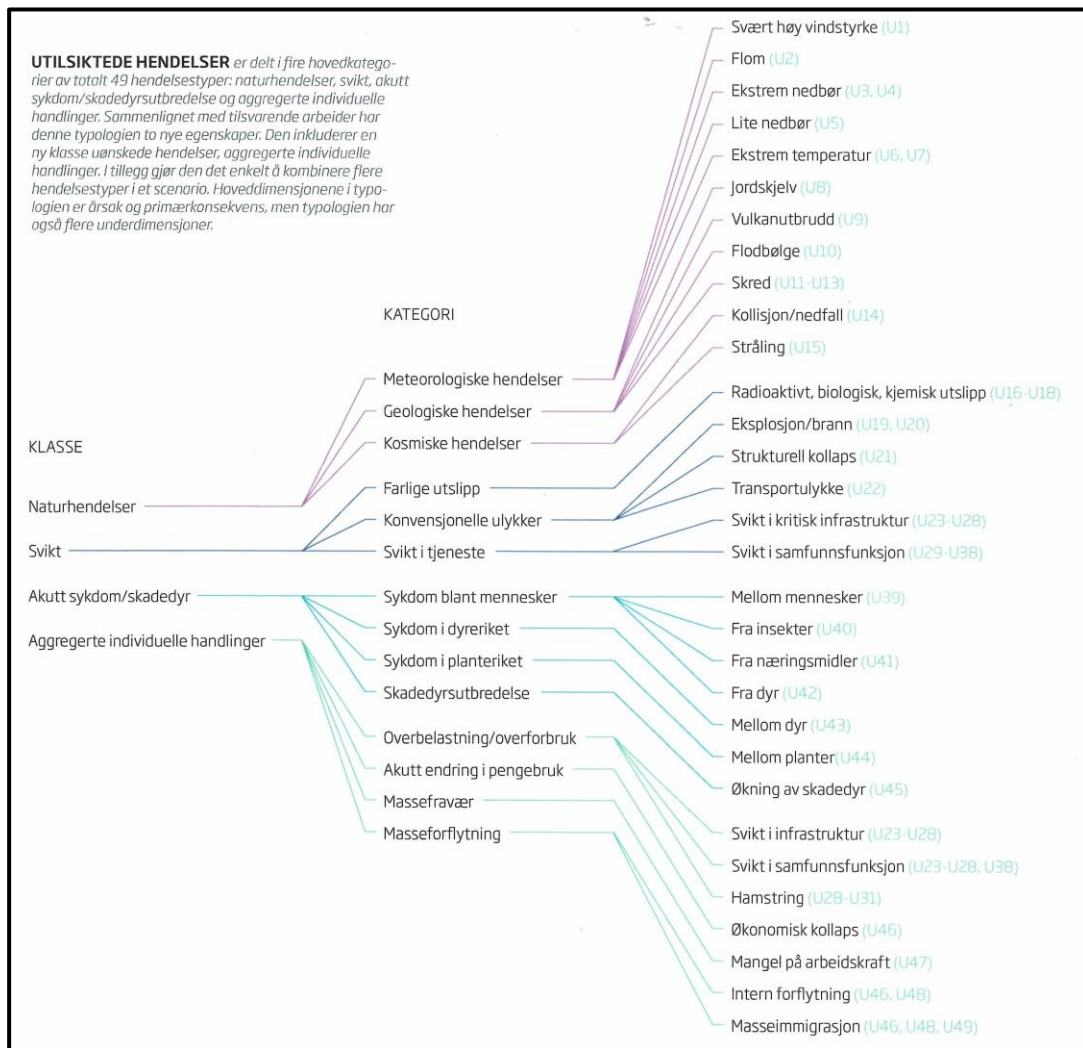 UTILSIKTEDE HENDELSER er delt i fire hovedkatego-
rier av totalt 49 hendelsestyper: naturhendelser, svikt, akutt
sykdom/skadedyrsutbredelse og aggregerte individuelle
handlinger. Sammenlignet med tilsvarende arbeider har
denne typologien to nye egenskaper. Den inkluderer en
ny klasse uønskede hendelser, aggregerte individuelle
handlinger. I tillegg gjør den det enkelt å kombinere flere
hendelsestyper i et scenario. Hoveddimensjonene i typo-
logien er årsak og primærkonsekvens, men typologien har
også flere underdimensjoner.
KLASSE
Naturhendelser
Svikt
Akutt sykdom/skadedyr
Aggregerte individuelle handlinger
KATEGORI
Meteorologiske hendelser
Geologiske hendelser
Kosmiske hendelser
Farlige utslipp
Konvensjonelle ulykker
Svikt i tjeneste
Sykdom blant mennesker
Sykdom i dyreriket
Sykdom i planteriket
Skadedyrsutbredelse
Overbelastning/overforbruk
Akutt endring i pengebruk
Massefravær
Masseforflytning
Svært høy vindstyrke (U1)
Flom (U2)
Ekstrem nedbør (U3, U4)
Lite nedbør (U5)
Ekstrem temperatur (U6, U7)
Jordskjelv (U8)
Vulkanutbrudd (U9)
Flodbølge (U10)
Skred (U11-U13)
Kollisjon/nedfall (U14)
Stråling (U15)
Radioaktivt, biologisk, kjemisk utslipp (U16-U18)
Eksplosjon/brann (U19, U20)
Strukturell kollaps (U21)
Transportulykke (U22)
Svikt i kritisk infrastruktur (U23-U28)
Svikt i samfunnsfunksjon (U29-U38)
Mellom mennesker (U39)
Fra insekter (U40)
Fra næringsmidler (U41)
Fra dyr (U42)
Mellom dyr (U43)
Mellom planter(U44)
Økning av skadedyr (U45)
Svikt i infrastruktur (U23-U28)
Svikt i samfunnsfunksjon (U23-U28, U38)
Hamstring (U28-U31)
Økonomisk kollaps (U46)
Mangel på arbeidskraft (U47)
Intern forflytning (U46, U48)
Masseimmigrasjon (U46, U48, U49)